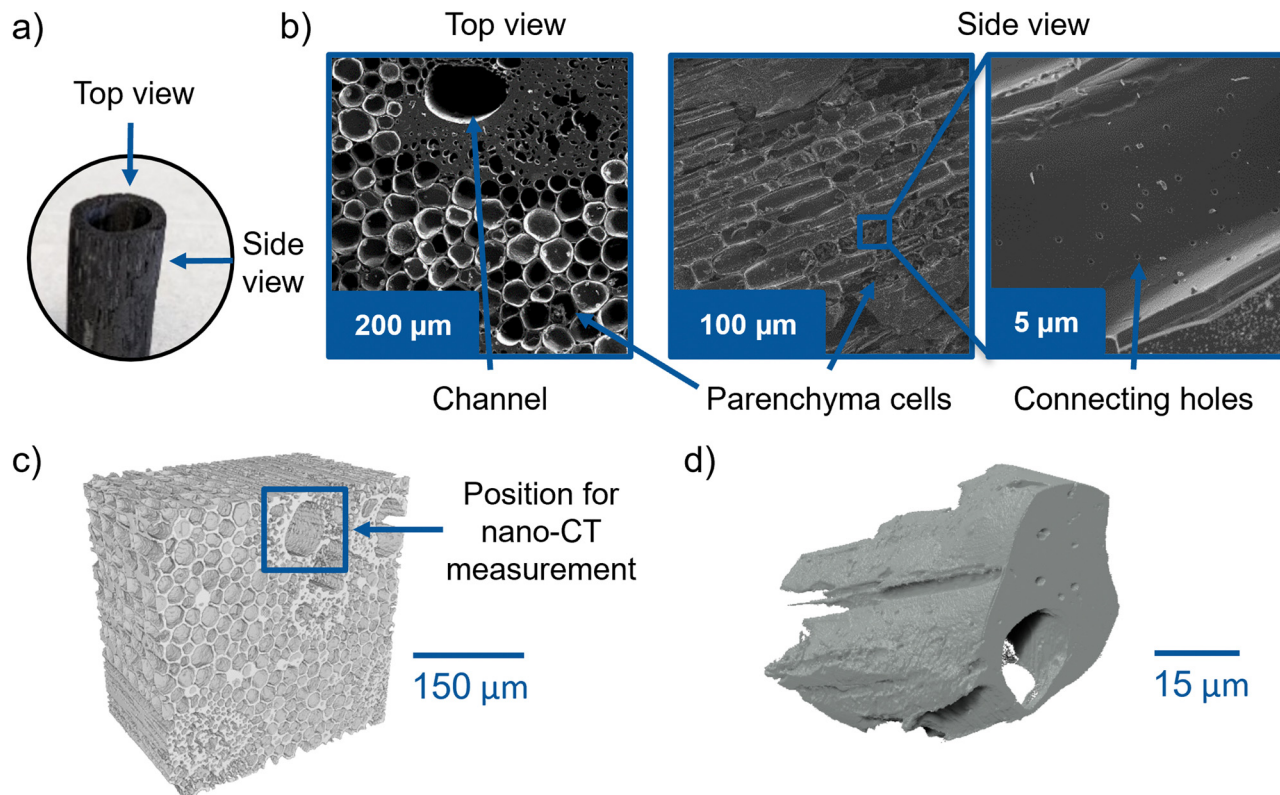 a)
Top view
Side
view
b)
Top view
Side view
200 µm
100 µm
5 µm
Channel
Parenchyma cells
Connecting holes
c)
Position for
nano-CT
measurement
150 µm
d)
15 µm